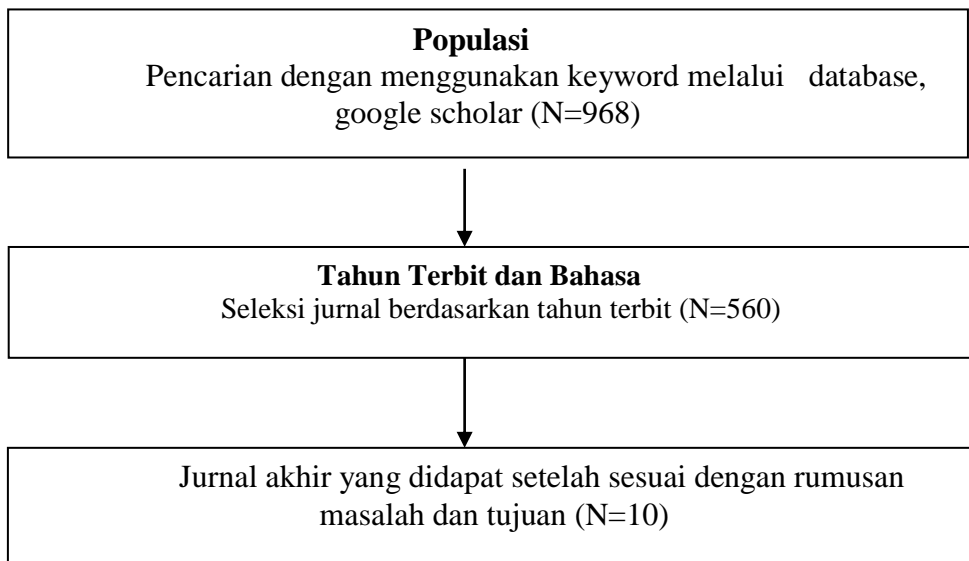 Populasi
Pencarian dengan menggunakan keyword melalui database,
google scholar (N=968)
Tahun Terbit dan Bahasa
Seleksi jurnal berdasarkan tahun terbit (N=560)
Jurnal akhir yang didapat setelah sesuai dengan rumusan
masalah dan tujuan (N=10)